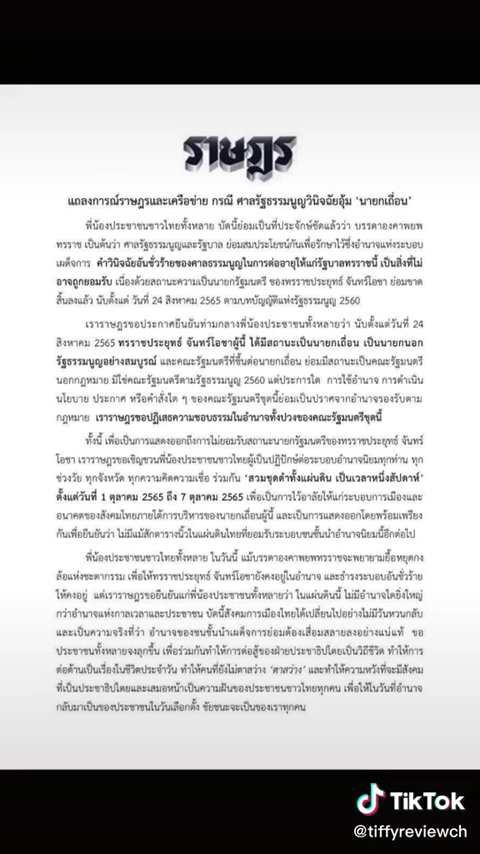 ราษฎร
แถลงการณ์ราษฎรและเครือข่าย กรณี ศาลรัฐธรรมนูญวินิจฉัยอุ้ม 'นายกเถื่อน'
พี่น้องประชาชนชาวไทยทั้งหลาย บัดนี้ย่อมเป็นที่ประจักษ์ชัดแล้วว่า บรรดาองคาพยพ
ทรราช เป็นต้นว่า ศาลรัฐธรรมนูญและรัฐบาล ย่อมสมประโยชน์กันเพื่อรักษาไว้ซึ่งอำนาจแห่งระบอบ
เผด็จการ คำวินิจฉัยอันชั่วร้ายของศาลธรรมนูญในการต่ออายุให้แก่รัฐบาลทรราชนี้ เป็นสิ่งที่ไม่
อาจถูกยอมรับ เนื่องด้วยสถานะความเป็นนายกรัฐมนตรี ของทรราชประยุทธ์ จันทร์โอชา ย่อมขาด
สิ้นลงแล้ว นับตั้งแต่ วันที่ 24 สิงหาคม 2565 ตามบทบัญญัติแห่งรัฐธรรมนูญ 2560
เราราษฎรขอประกาศยืนยันท่ามกลางพี่น้องประชาชนทั้งหลายว่า นับตั้งแต่วันที่ 24
สิงหาคม 2565 ทรราชประยุทธ์ จันทร์โอชาผู้นี้ ได้มีสถานะเป็นนายกเถื่อน เป็นนายกนอก
รัฐธรรมนูญอย่างสมบูรณ์ และคณะรัฐมนตรีที่ขึ้นต่อนายกเถื่อน ย่อมมีสถานะเป็นคณะรัฐมนตรี
นอกกฎหมาย มิใช่คณะรัฐมนตรีตามรัฐธรรมนูญ 2560 แต่ประการใด การใช้อำนาจ การดำเนิน
นโยบาย ประกาศ หรือคำสั่งใด ๆ ของคณะรัฐมนตรีชุดนี้ย่อมเป็นปราศจากอำนาจรองรับตาม
กฎหมาย เราราษฎรขอปฏิเสธความชอบธรรมในอำนาจทั้งปวงของคณะรัฐมนตรีชุดนี้
ทั้งนี้ เพื่อเป็นการแสดงออกถึงการไม่ยอมรับสถานะนายกรัฐมนตรีของทรราชประยุทธ์ จันทร์
โอชา เราราษฎรขอเชิญชวนพี่น้องประชาชนชาวไทยผู้เป็นปฏิปักษ์ต่อระบอบอำนาจนิยมทุกท่าน ทุก
ช่วงวัย ทุกจังหวัด ทุกความคิดความเชื่อ ร่วมกัน 'สวมชุดดำทั้งแผ่นดิน เป็นเวลาหนึ่งสัปดาห์'
ตั้งแต่วันที่ 1 ตุลาคม 2565 ถึง 7 ตุลาคม 2565 เพื่อเป็นการไว้อาลัยให้แก่ระบอบการเมืองและ
อนาคตของสังคมไทยภายใต้การบริหารของนายกเถื่อนผู้นี้ และเป็นการแสดงออกโดยพร้อมเพรียง
กันเพื่อยืนยันว่า ไม่มีแม้สักตารางนิ้วในแผ่นดินไทยที่ยอมรับระบอบชนชั้นนำอำนาจนิยมนี้อีกต่อไป
พี่น้องประชาชนชาวไทยทั้งหลาย ในวันนี้ แม้บรรดาองคาพยพทรราชจะพยายามยื้อหยุดกง
ล้อแห่งชะตากรรม เพื่อให้ทรราชประยุทธ์ จันทร์โอชายังคงอยู่ในอำนาจ และธำรงระบอบอันชั่วร้าย
ให้คงอยู่ แต่เราราษฎรขอยืนยันแก่พี่น้องประชาชนทั้งหลายว่า ในแผ่นดินนี้ ไม่มีอำนาจใดยิ่งใหญ่
กว่าอำนาจแห่งกาลเวลาและประชาชน บัดนี้สังคมการเมืองไทยได้เปลี่ยนไปอย่างไม่มีวันหวนกลับ
และเป็นความจริงที่ว่า อำนาจของชนชั้นนำเผด็จการย่อมต้องเสื่อมสลายลงอย่างแน่แท้ ขอ
ประชาชนทั้งหลายจงลุกขึ้น เพื่อร่วมกันทำให้การต่อสู้ของฝ่ายประชาธิปไตยเป็นวิถีชีวิต ทำให้การ
ต่อต้านเป็นเรื่องในชีวิตประจำวัน ทำให้คนที่ยังไม่ตาสว่าง 'ตาสว่าง' และทำให้ความหวังที่จะมีสังคม
ที่เป็นประชาธิปไตยและเสมอหน้าเป็นความฝันของประชาชนชาวไทยทุกคน เพื่อให้ในวันที่อำนาจ
กลับมาเป็นของประชาชนในวันเลือกตั้ง ชัยชนะจะเป็นของเราทุกคน
TikTok
@tiffyreviewch